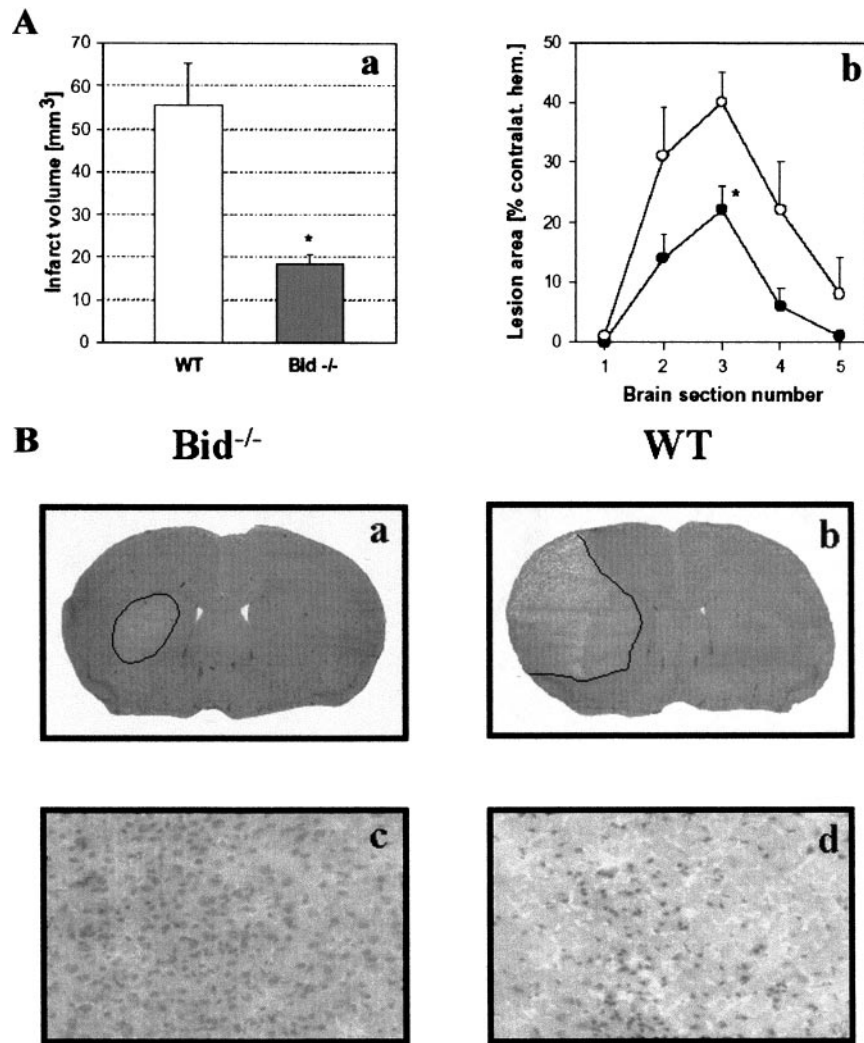 A
a
70
60
50
40
30
20
10
0
Infarct volume [mm³]
WT
Bid -/-
*
b
50
40
30
20
10
0
Lesion area [% contralat. hem.]
*
1 2 3 4 5
Brain section number
B
Bid-/-
WT
a
b
c
d